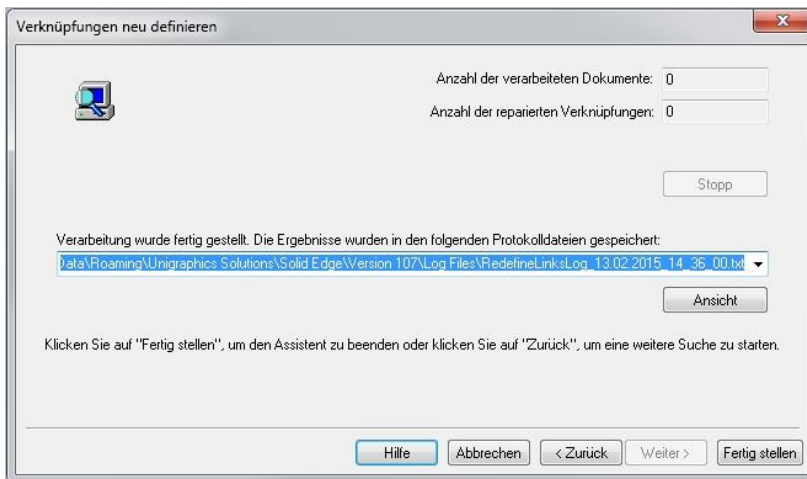 Verknüpfungen neu definieren
Anzahl der verarbeiteten Dokumente: 0
Anzahl der reparierten Verknüpfungen: 0
Stopp
Verarbeitung wurde fertig gestellt. Die Ergebnisse wurden in den folgenden Protokolldateien gespeichert:
Data\Roaming\Unigraphics Solutions\Solid Edge\Version 107\Log Files\RedefineLinksLog_13.02.2015_14_36_00.txt
Ansicht
Klicken Sie auf "Fertig stellen", um den Assistent zu beenden oder klicken Sie auf "Zurück", um eine weitere Suche zu starten.
Hilfe Abbrechen < Zurück Weiter > Fertig stellen